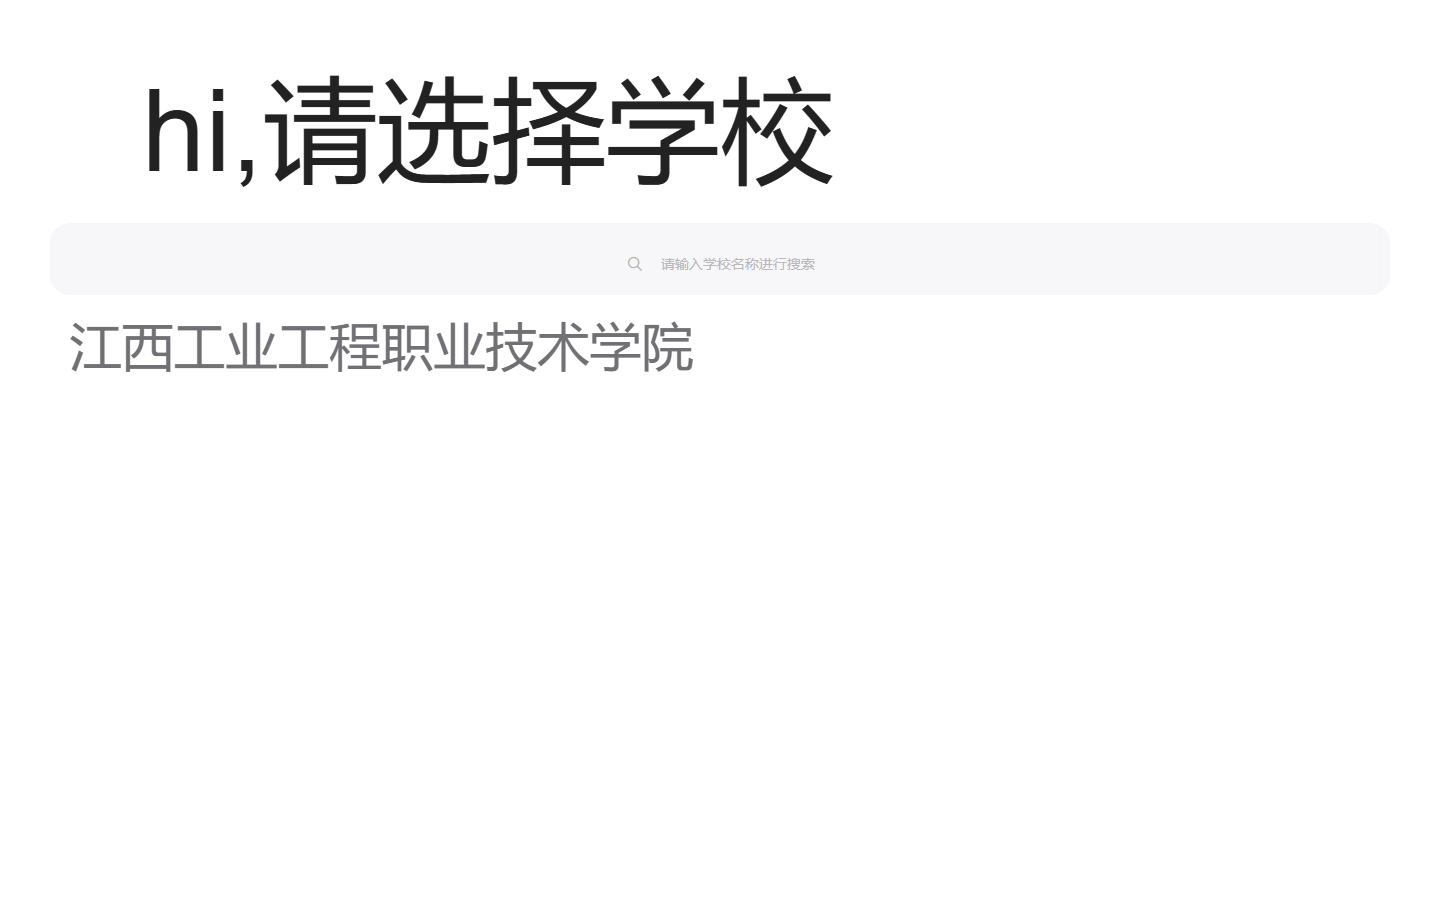 hi,请选择学校
请输入学校名称进行搜索
江西工业工程职业技术学院